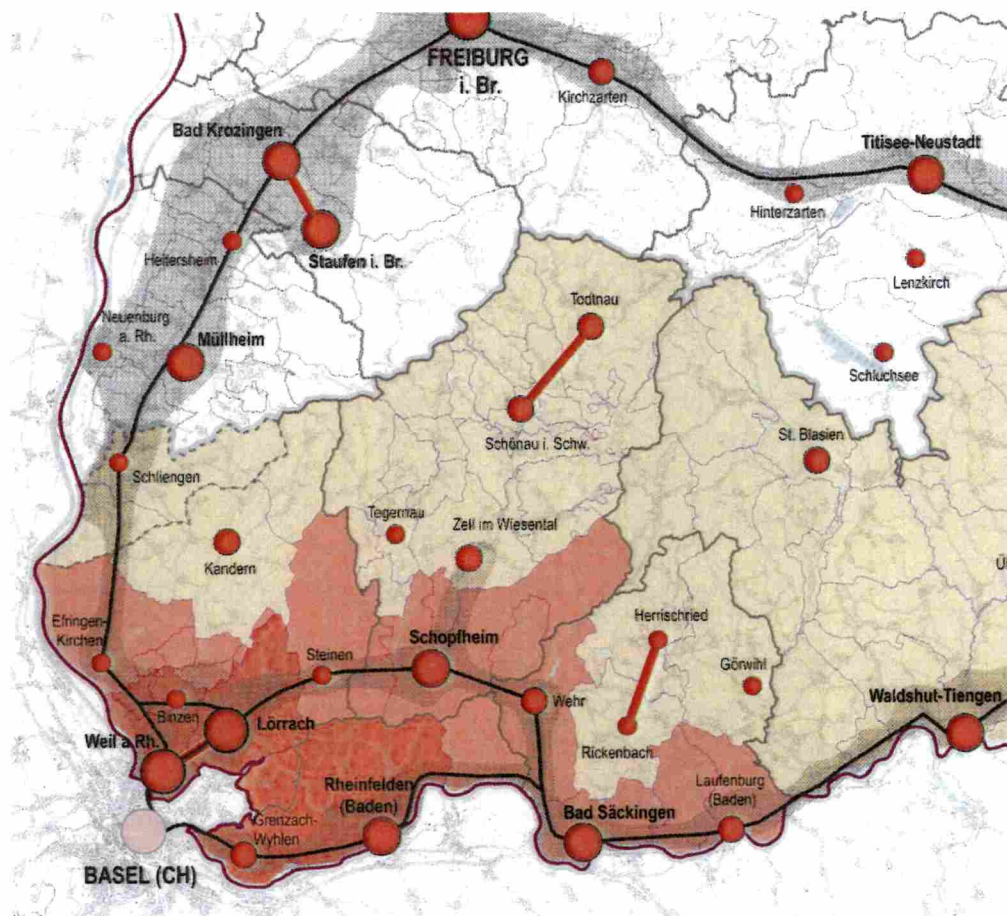 FREIBURG
i. Br.
Kirchzarten
Bad Krozingen
Titisee-Neustadt
Hinterzarten
Staufen i. Br.
Heitersheim
Lenzkirch
Todtnau
Neuenburg
a. Rh.
Müllheim
Schluchsee
Schönau i. Schw.
St. Blasien
Schliengen
Tegernau
Zell im Wiesental
Kandern
Efringen-
Kirchen
Herrischried
Schopfheim
Steinen
Görwihl
Wehr
Waldshut-Tiengen
Binzen
Lörrach
Weil a.Rh.
Rickenbach
Rheinfelden
(Baden)
Laufenburg
(Baden)
Bad Säckingen
Grenzach-
Wyhlen
BASEL (CH)